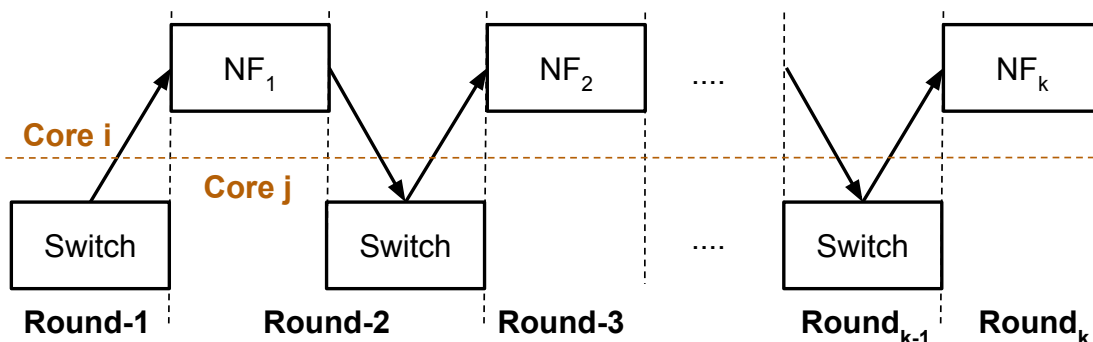 NF₁
NF₂
....
NFₖ
Core i
Core j
Switch
Switch
....
Switch
Round-1
Round-2
Round-3
Roundₖ₋₁
Roundₖ